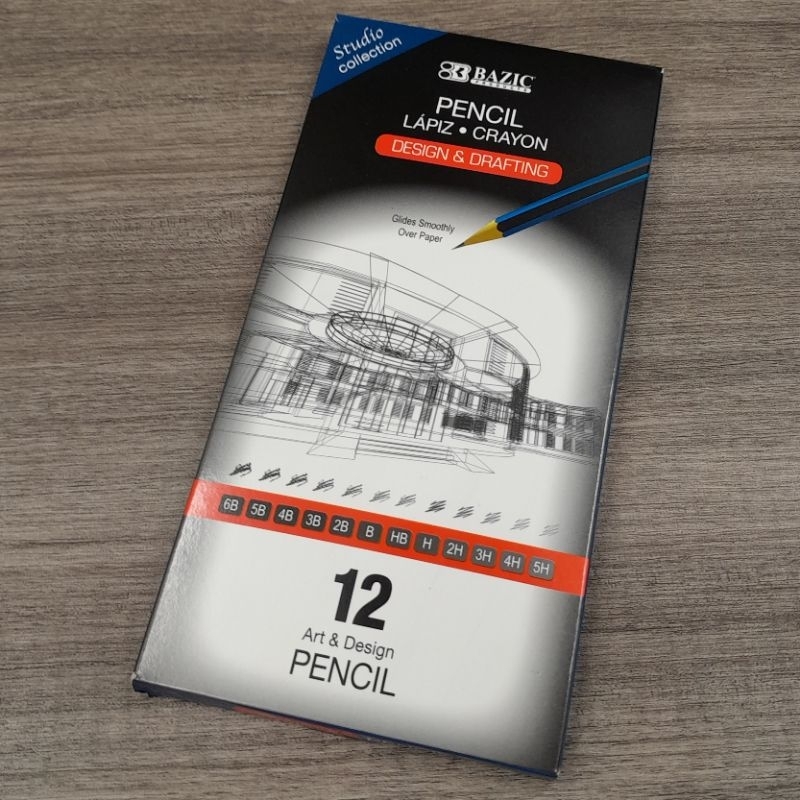 Studio
collection
BAZIC
PRODUCTS
PENCIL
LÁPIZ • CRAYON
DESIGN & DRAFTING
Glides Smoothly
Over Paper
6B 5B 4B 3B 2B B HB H 2H 3H 4H 5H
12
Art & Design
PENCIL